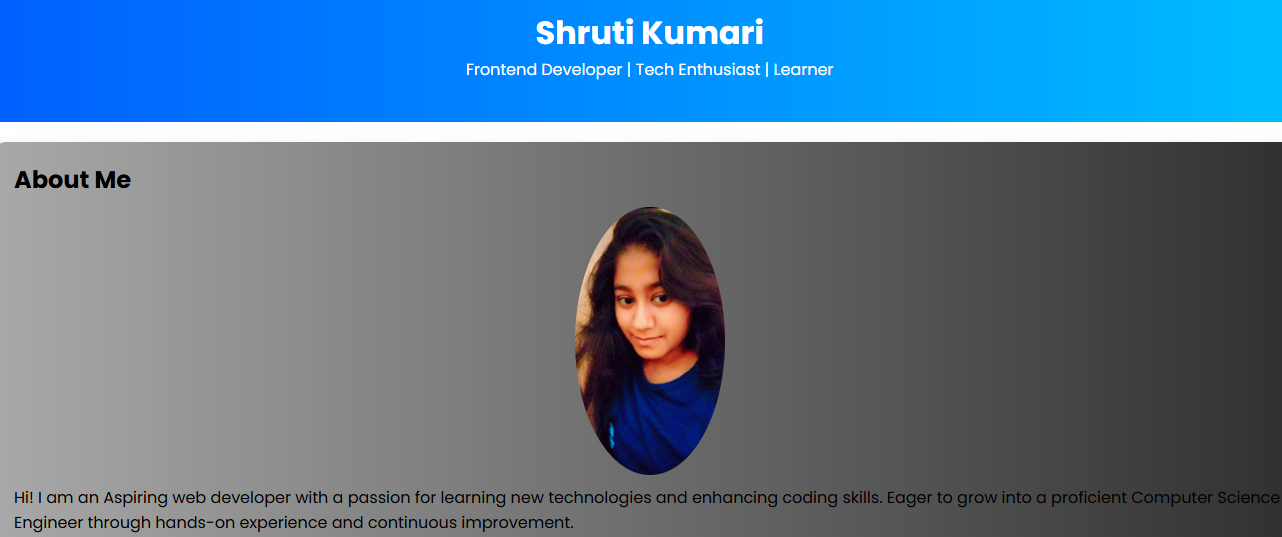 Shruti Kumari
Frontend Developer | Tech Enthusiast | Learner
About Me
Hi! I am an Aspiring web developer with a passion for learning new technologies and enhancing coding skills. Eager to grow into a proficient Computer Science
Engineer through hands-on experience and continuous improvement.